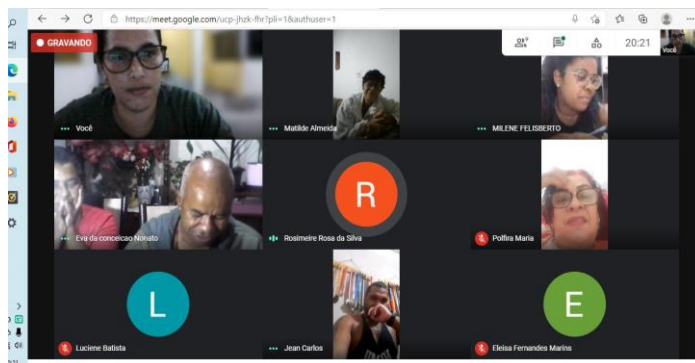 https://meet.google.com/ucp-jhzk-fhr?pli=1&authuser=1
GRAVANDO
20:21
Você
Você
Matilde Almeida
MILENE FELISBERTO
Eva da conceicao Nonato
R
Rosimeire Rosa da Silva
Polfira Maria
L
Luciene Batista
Jean Carlos
E
Eleisa Fernandes Marins